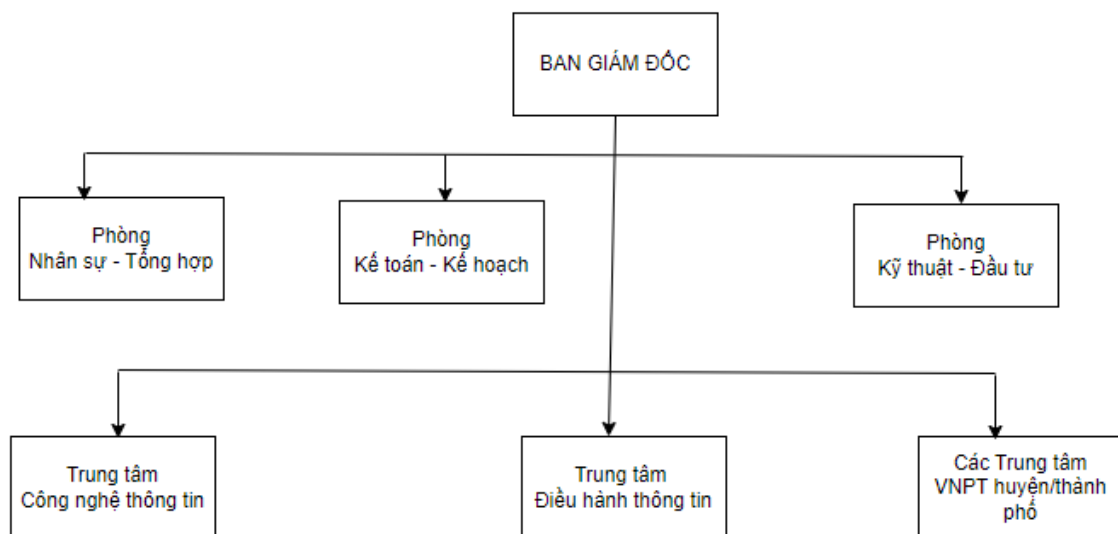 BAN GIÁM ĐỐC
Phòng
Nhân sự - Tổng hợp
Phòng
Kế toán - Kế hoạch
Phòng
Kỹ thuật - Đầu tư
Trung tâm
Công nghệ thông tin
Trung tâm
Điều hành thông tin
Các Trung tâm
VNPT huyện/thành
phố